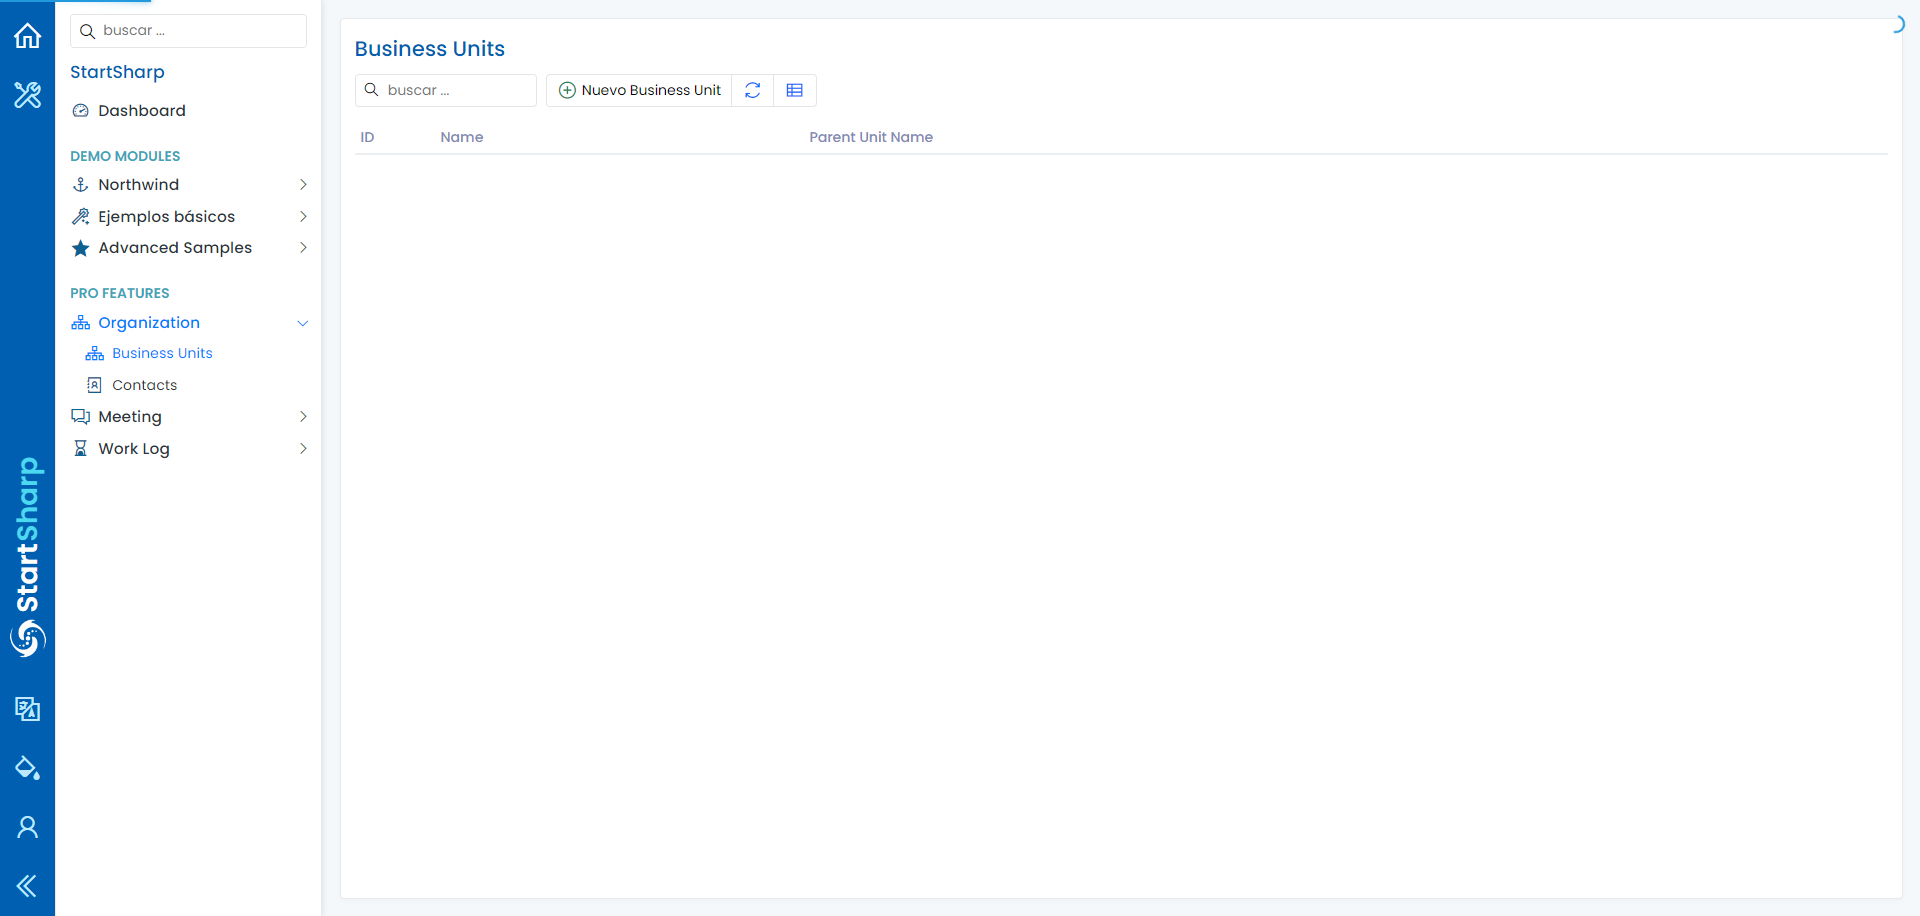 buscar ...
StartSharp
Dashboard
DEMO MODULES
Northwind
Ejemplos básicos
Advanced Samples
PRO FEATURES
Organization
Business Units
Contacts
Meeting
Work Log
StartSharp
Business Units
buscar ...
Nuevo Business Unit
ID Name Parent Unit Name